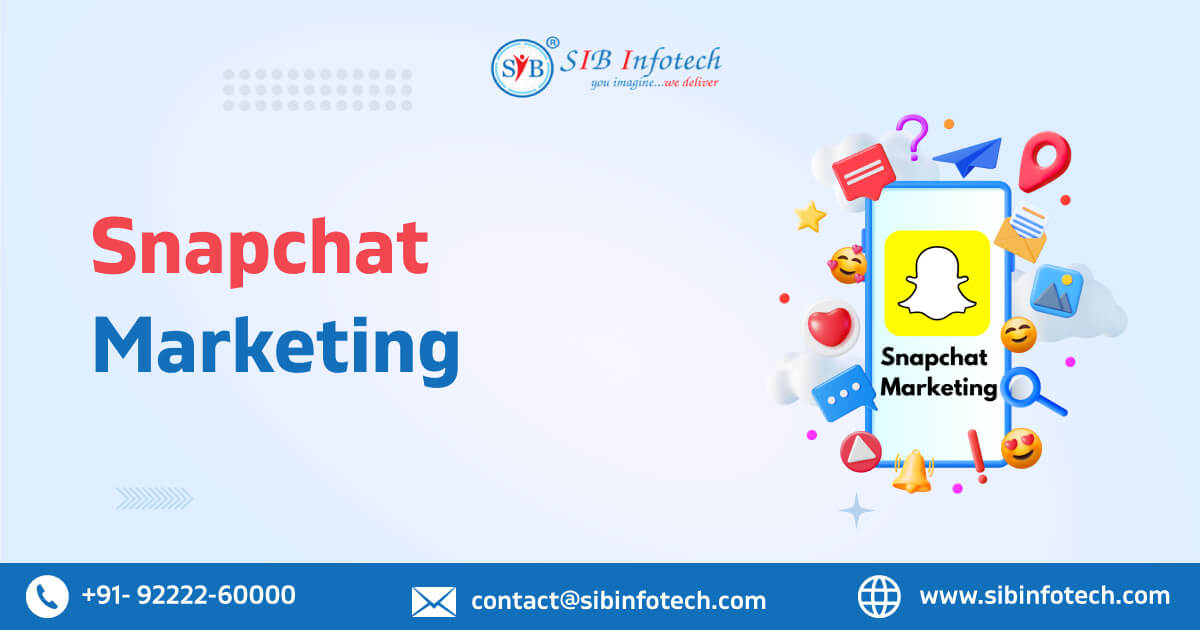 SYB
®
SIB Infotech
you imagine...we deliver
Snapchat
Marketing
Snapchat
Marketing
+91- 92222-60000
contact@sibinfotech.com
www.sibinfotech.com